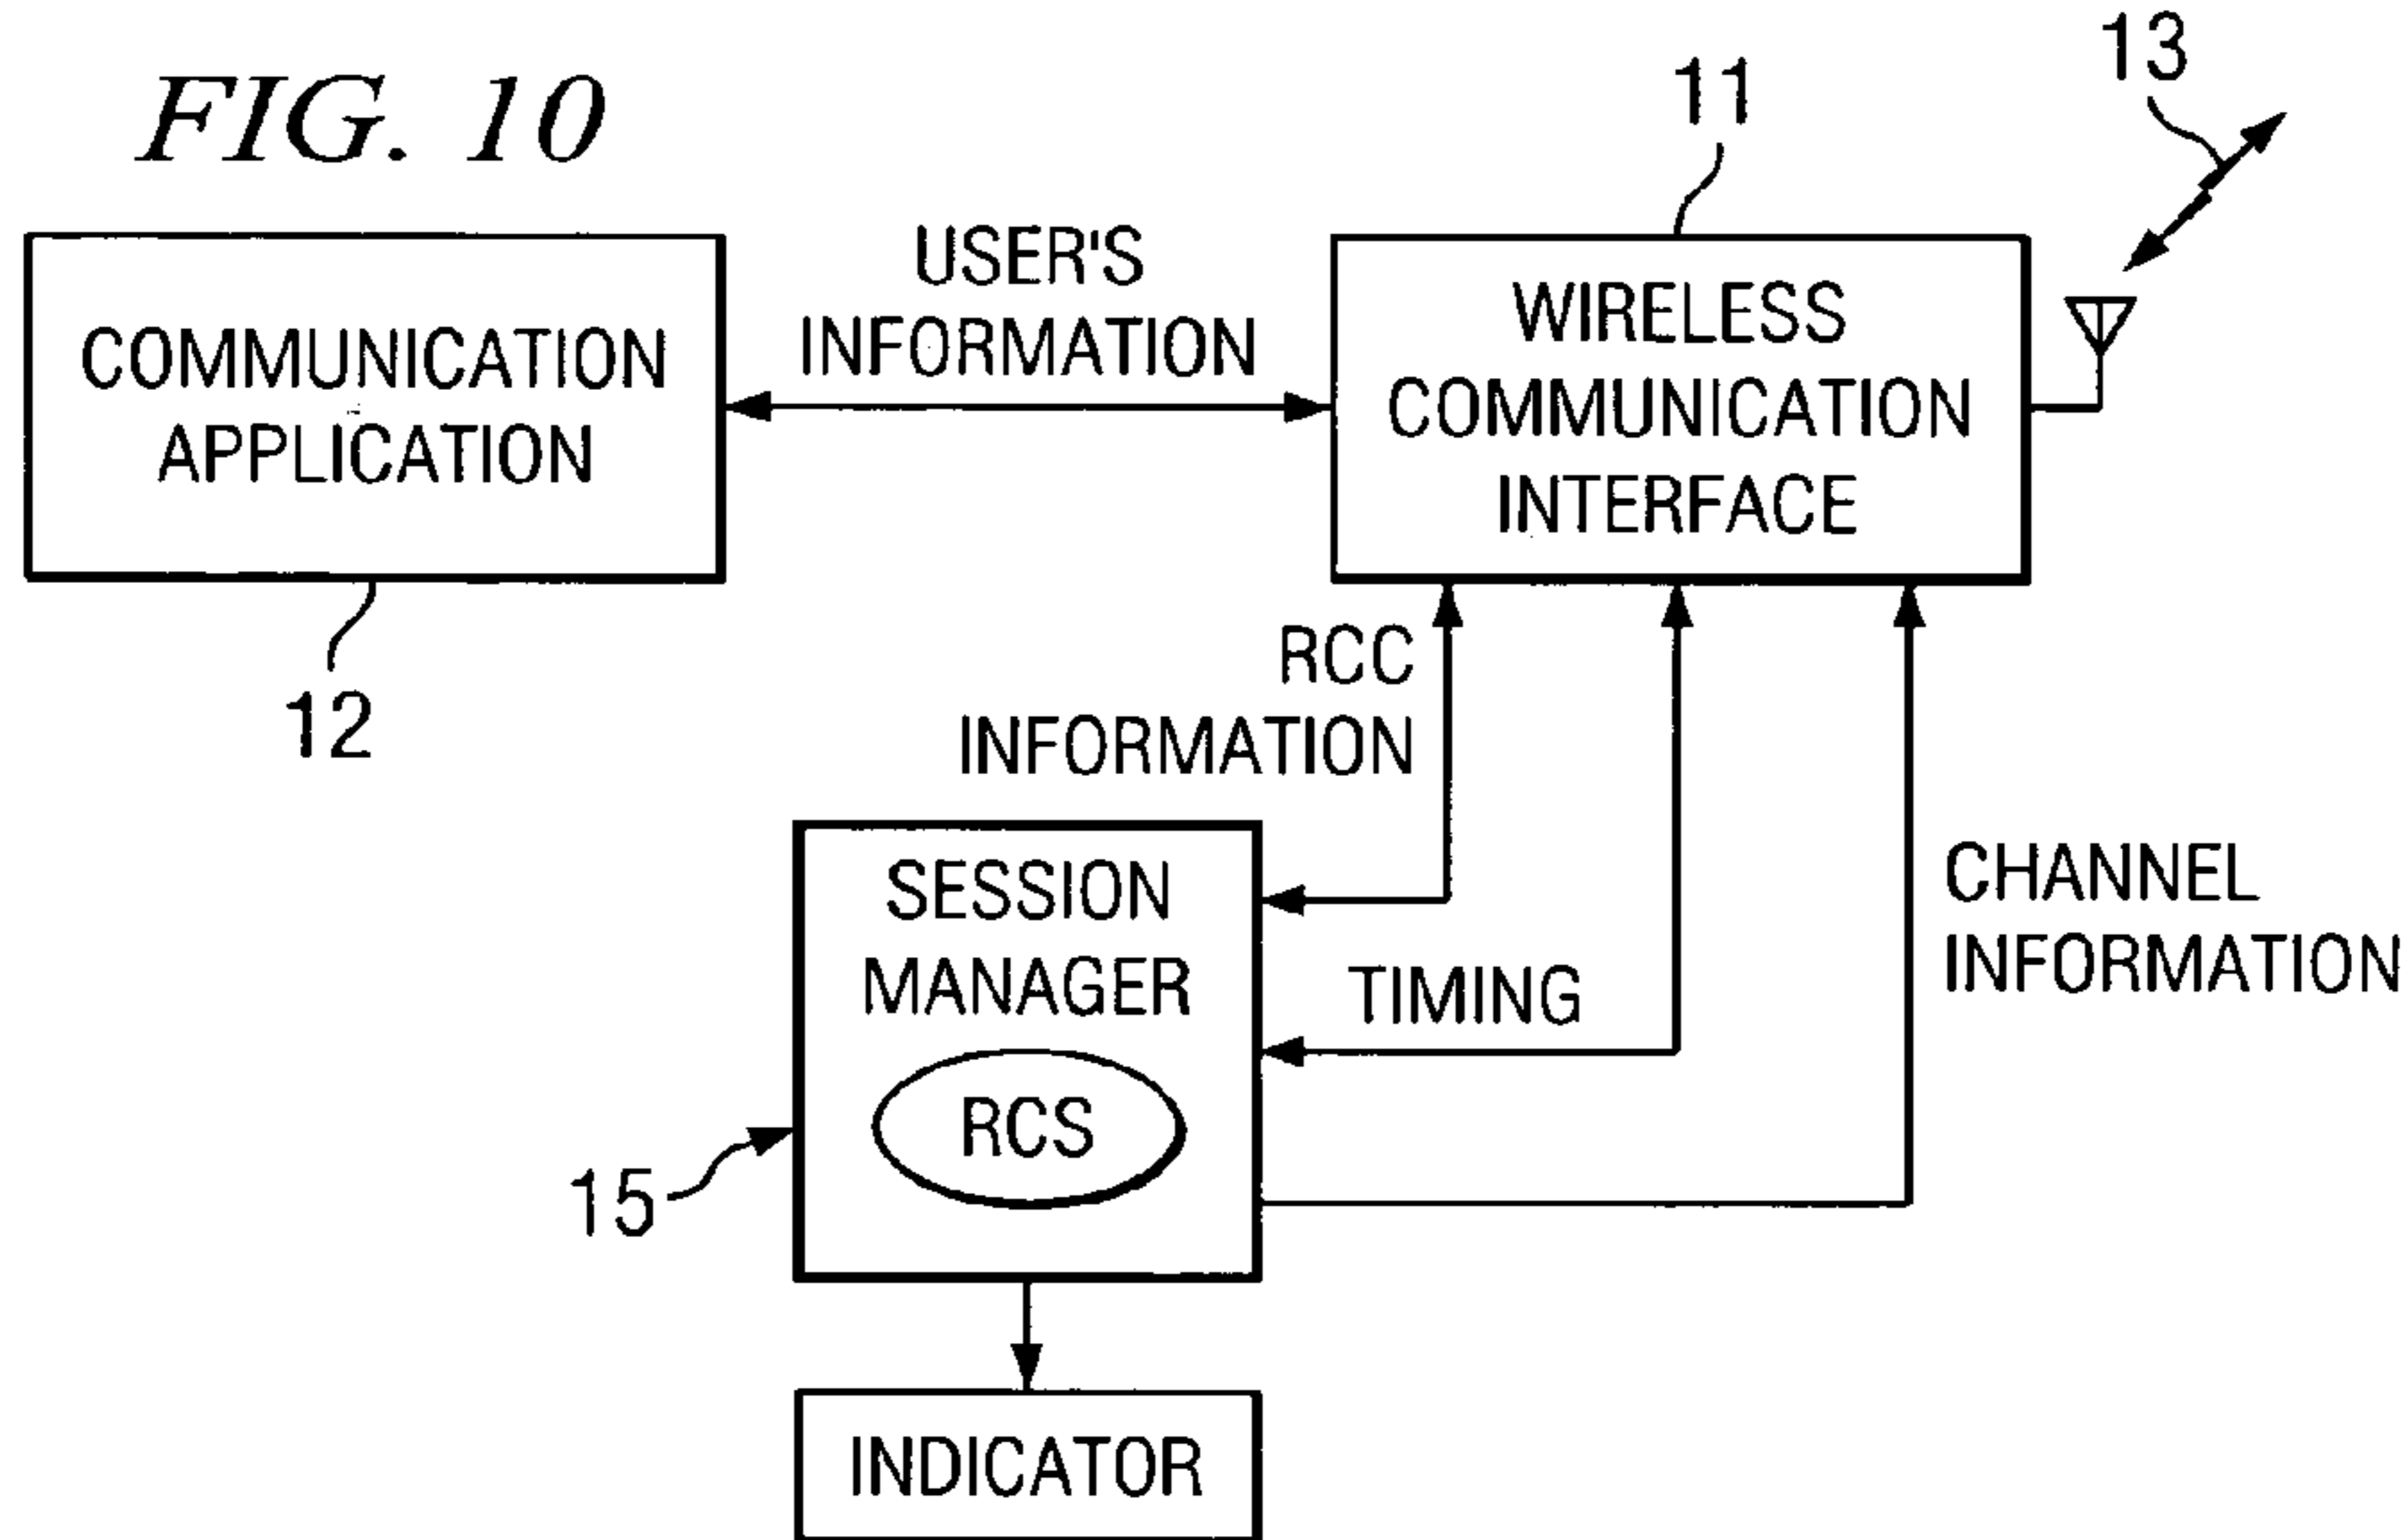 FIG. 10
13
11
COMMUNICATION
APPLICATION
12
USER'S
INFORMATION
WIRELESS
COMMUNICATION
INTERFACE
RCC
INFORMATION
SESSION
MANAGER
RCS
15
TIMING
CHANNEL
INFORMATION
INDICATOR